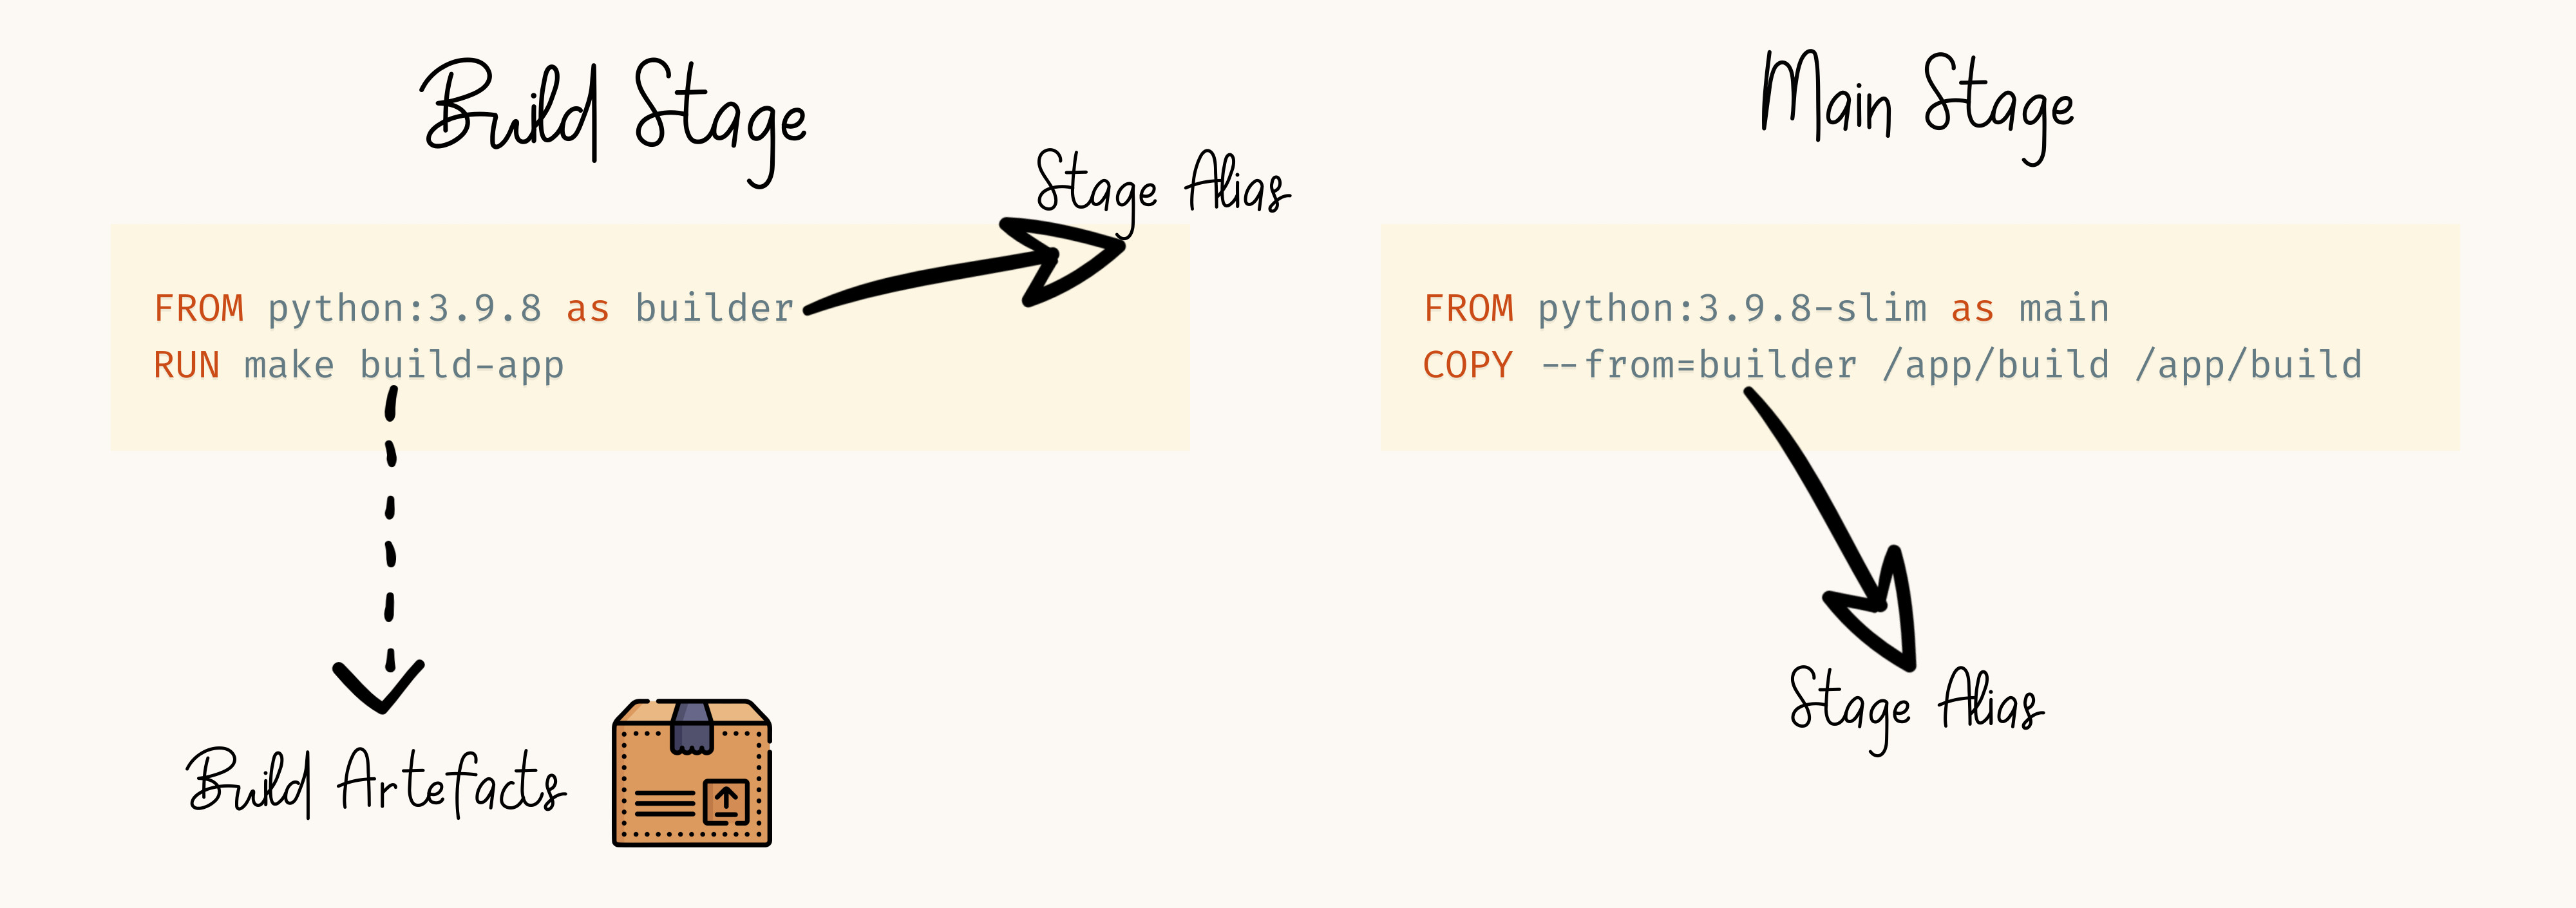 Build Stage
Stage Alias
FROM python:3.9.8 as builder
RUN make build-app
Build Artefacts
Main Stage
FROM python:3.9.8-slim as main
COPY --from=builder /app/build /app/build
Stage Alias